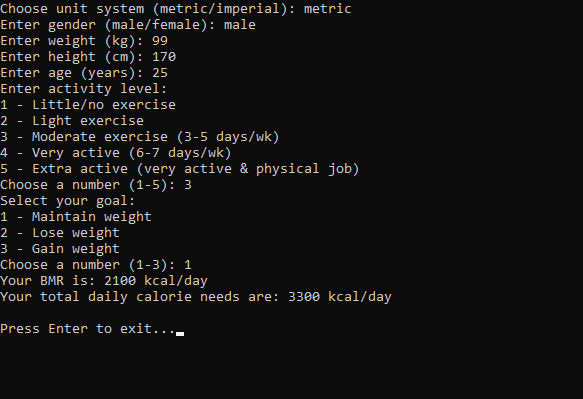 Choose unit system (metric/imperial): metric
Enter gender (male/female): male
Enter weight (kg): 99
Enter height (cm): 170
Enter age (years): 25
Enter activity level:
1 - Little/no exercise
2 - Light exercise
3 - Moderate exercise (3-5 days/wk)
4 - Very active (6-7 days/wk)
5 - Extra active (very active & physical job)
Choose a number (1-5): 3
Select your goal:
1 - Maintain weight
2 - Lose weight
3 - Gain weight
Choose a number (1-3): 1
Your BMR is: 2100 kcal/day
Your total daily calorie needs are: 3300 kcal/day
Press Enter to exit...